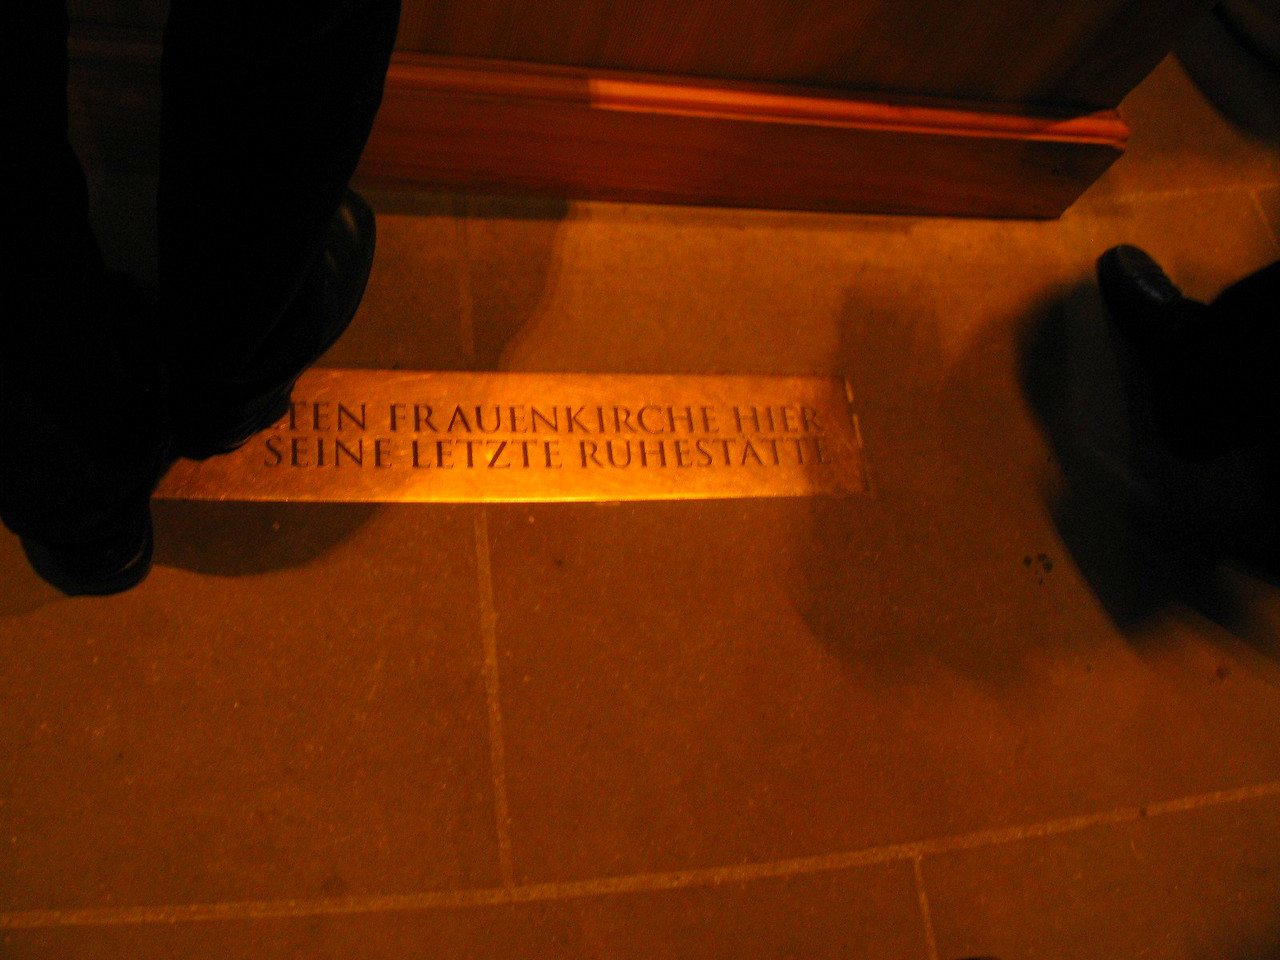 FRAUENKIRCHE HIER
SEINE LETZTE RUHESTÄTTE